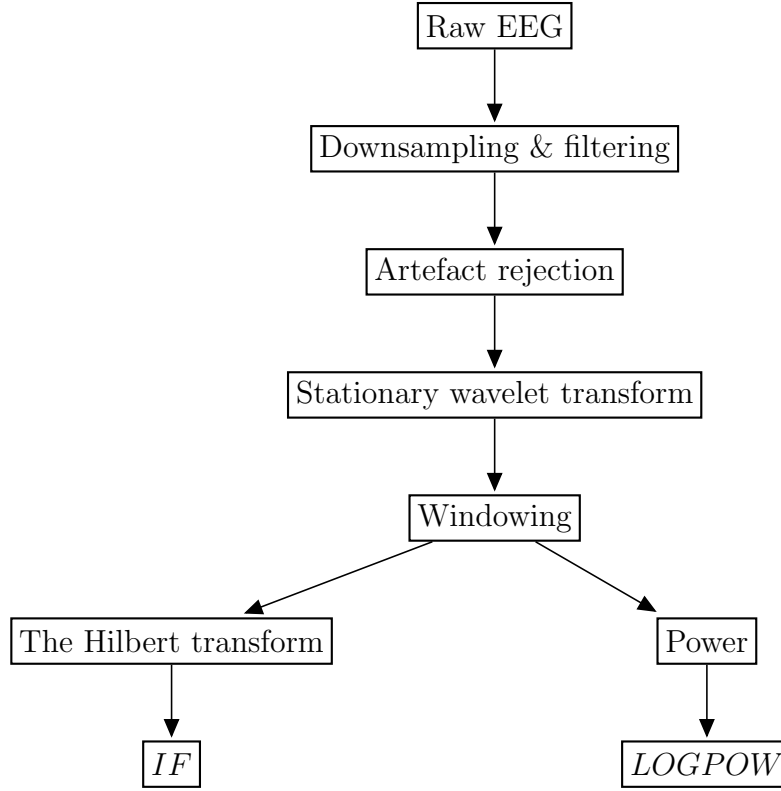 Raw EEG
Downsampling & filtering
Artefact rejection
Stationary wavelet transform
Windowing
The Hilbert transform
Power
IF
LOGPOW